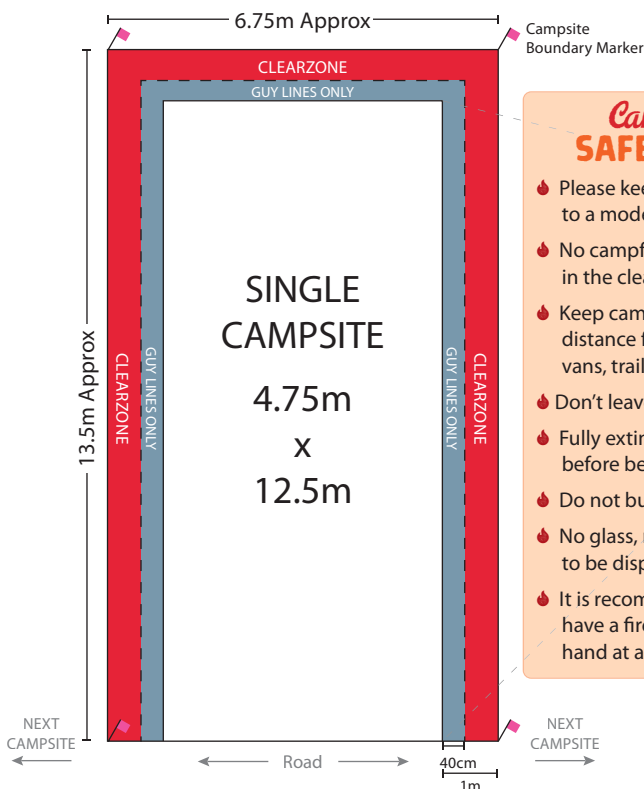 6.75m Approx
Campsite
Boundary Marker
CLEARZONE
GUY LINES ONLY
SAFE
Please kee
to a mode
No campf
in the clea
Keep cam
distance f
vans, trail
Don't leav
Fully extin
before be
Do not bu
No glass,
to be disp
It is recom
have a fire
hand at a
13.5m Approx
CLEARZONE
GUY LINES ONLY
SINGLE
CAMPSITE
4.75m
x
12.5m
GUY LINES ONLY
CLEARZONE
NEXT
CAMPSITE
Road
40cm
1m
NEXT
CAMPSITE